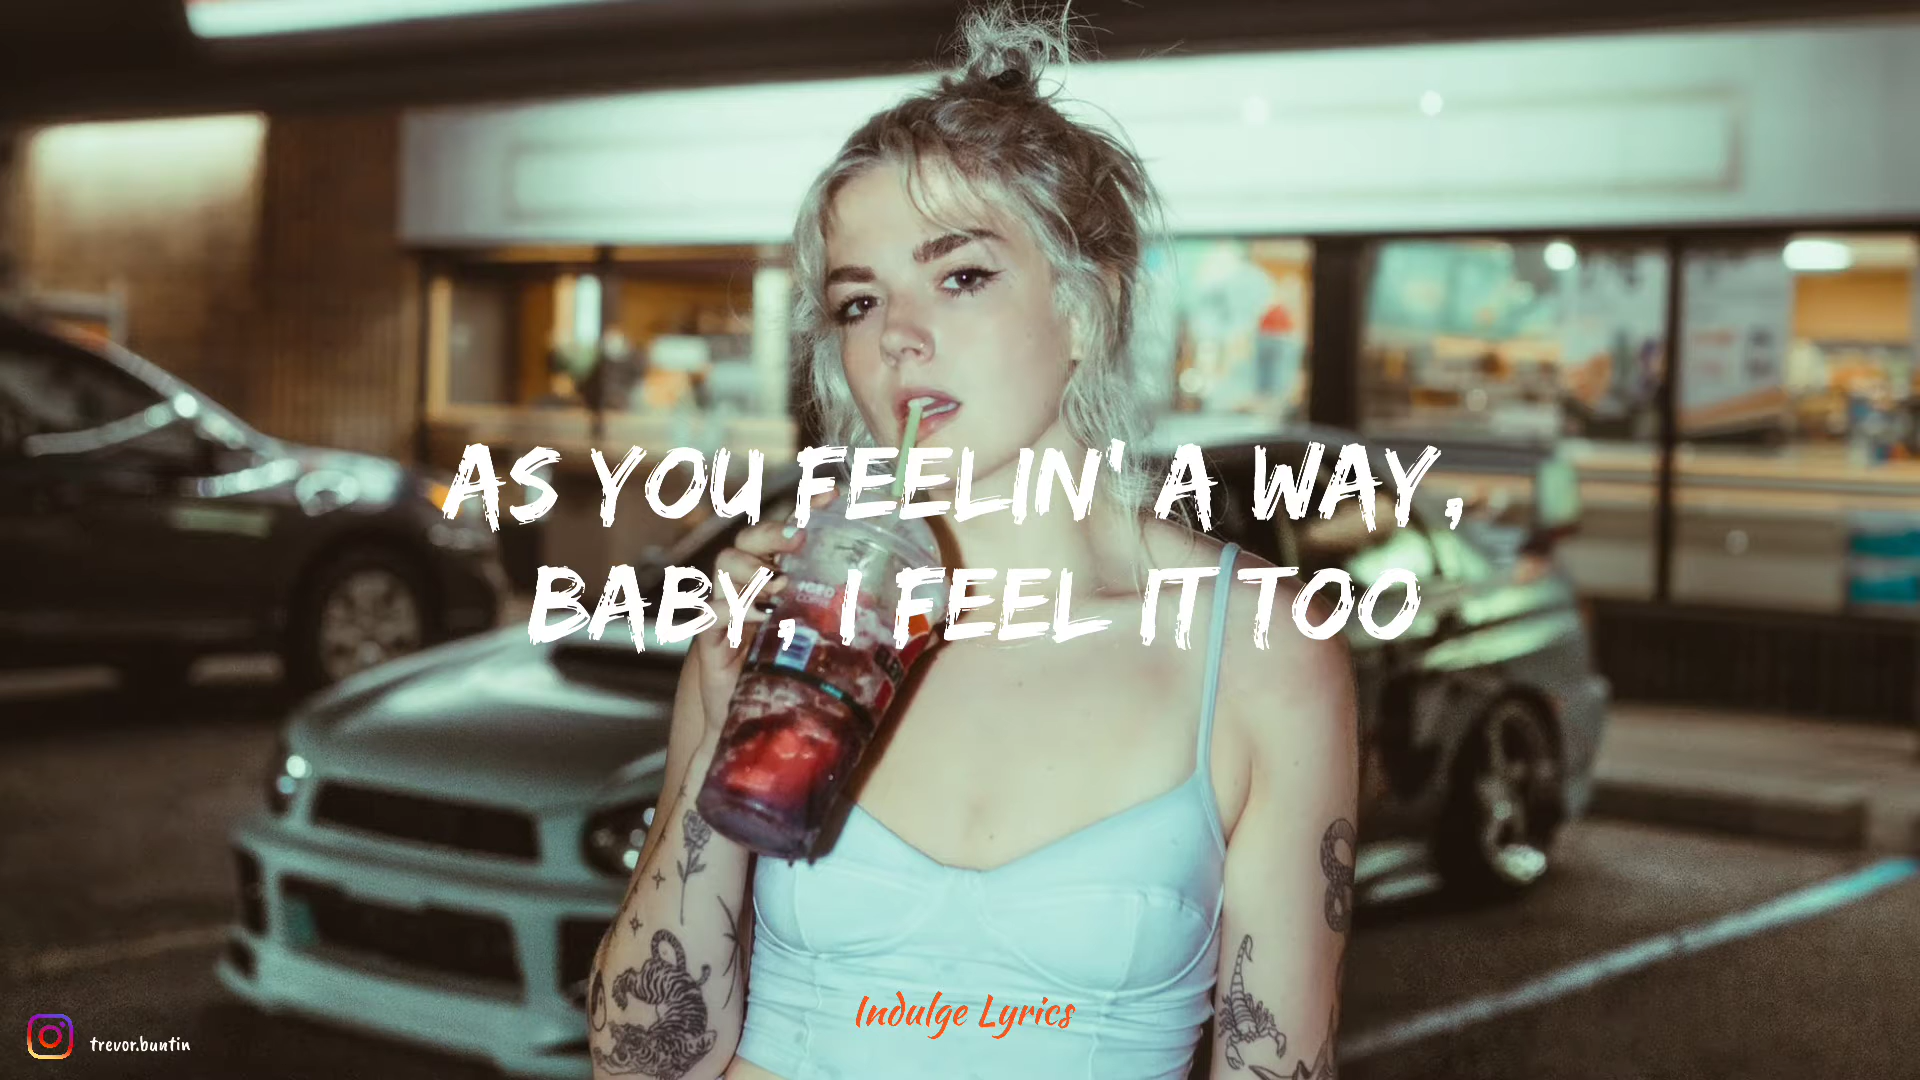 AS YOU FEELIN' A WAY,
BABY, I FEEL IT TOO
Indulge Lyrics
trevor.buntin